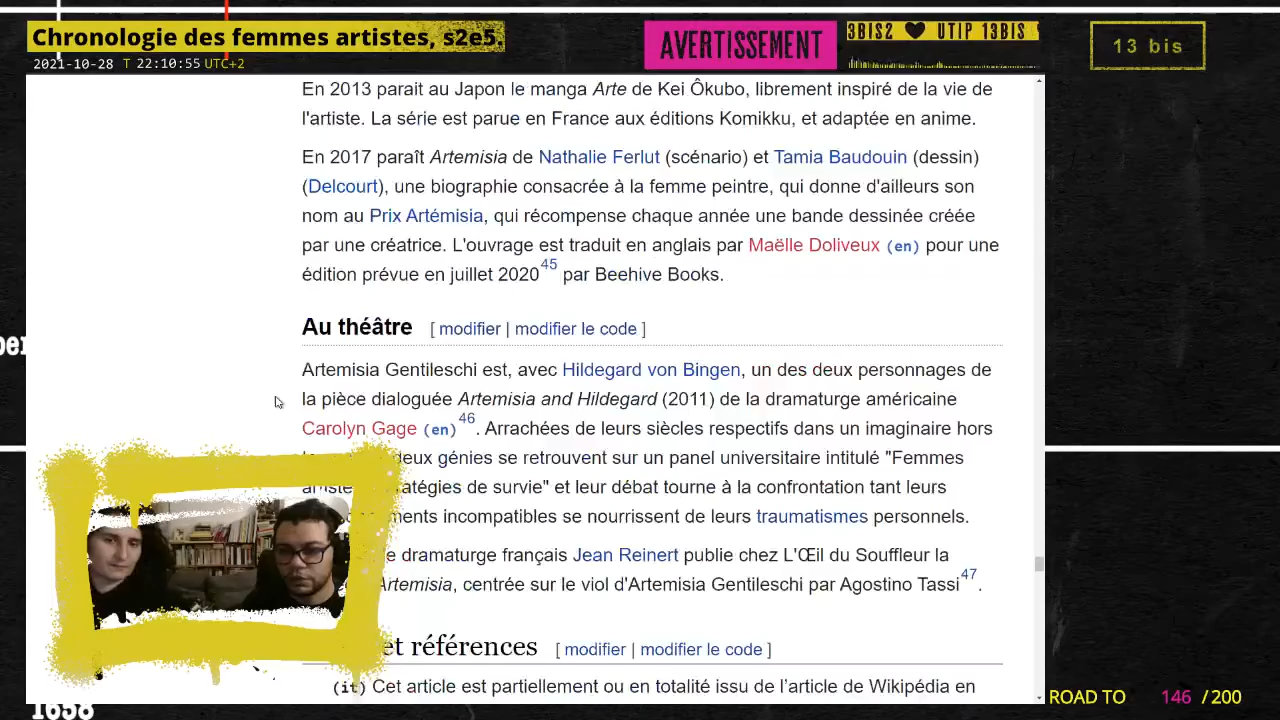 Chronologie des femmes artistes, s2e5.
2021-10-28 T 22:10:55 UTC+2
AVERTISSEMENT
3BIS2 ♥ UTIP 13BIS
13 bis
En 2013 parait au Japon le manga Arte de Kei Ôkubo, librement inspiré de la vie de
l'artiste. La série est parue en France aux éditions Komikku, et adaptée en anime.
En 2017 paraît Artemisia de Nathalie Ferlut (scénario) et Tamia Baudouin (dessin)
(Delcourt), une biographie consacrée à la femme peintre, qui donne d'ailleurs son
nom au Prix Artémisia, qui récompense chaque année une bande dessinée créée
par une créatrice. L'ouvrage est traduit en anglais par Maëlle Doliveux (en) pour une
édition prévue en juillet 2020 45 par Beehive Books.
Au théâtre [ modifier | modifier le code ]
Artemisia Gentileschi est, avec Hildegard von Bingen, un des deux personnages de
la pièce dialoguée Artemisia and Hildegard (2011) de la dramaturge américaine
Carolyn Gage (en) 46. Arrachées de leurs siècles respectifs dans un imaginaire hors
deux génies se retrouvent sur un panel universitaire intitulé "Femmes
stratégies de survie" et leur débat tourne à la confrontation tant leurs
incompatibles se nourrissent de leurs traumatismes personnels.
dramaturge français Jean Reinert publie chez L'Œil du Souffleur la
Artemisia, centrée sur le viol d'Artemisia Gentileschi par Agostino Tassi 47.
et références [ modifier | modifier le code ]
(it) Cet article est partiellement ou en totalité issu de l'article de Wikipédia en
1658
ROAD TO 146 / 200